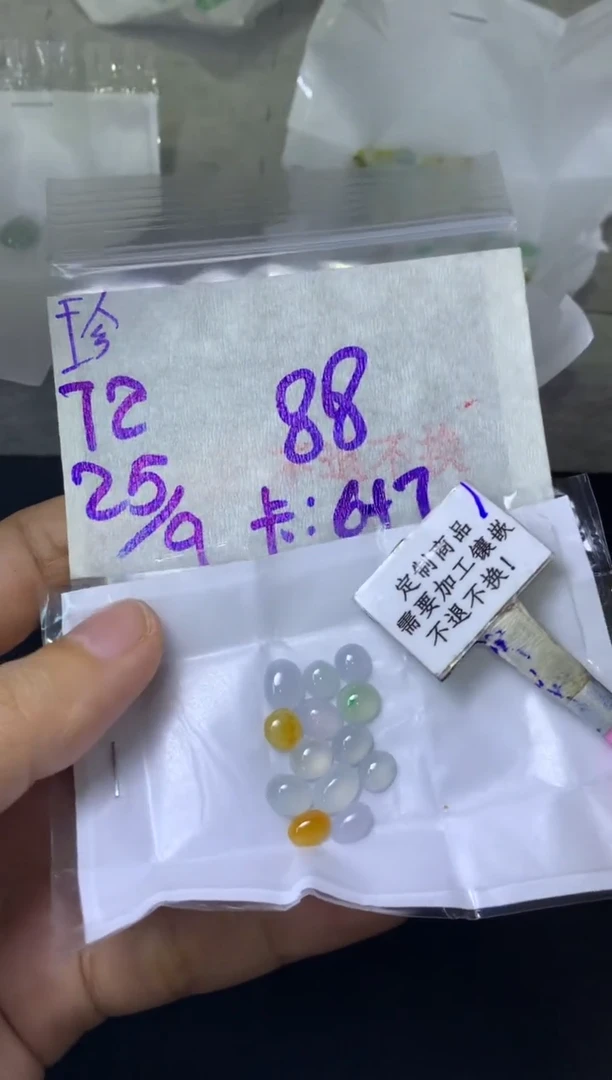 珍
72
88
25/9
卡:647
定制商品
需要加工镶嵌
不退不换!